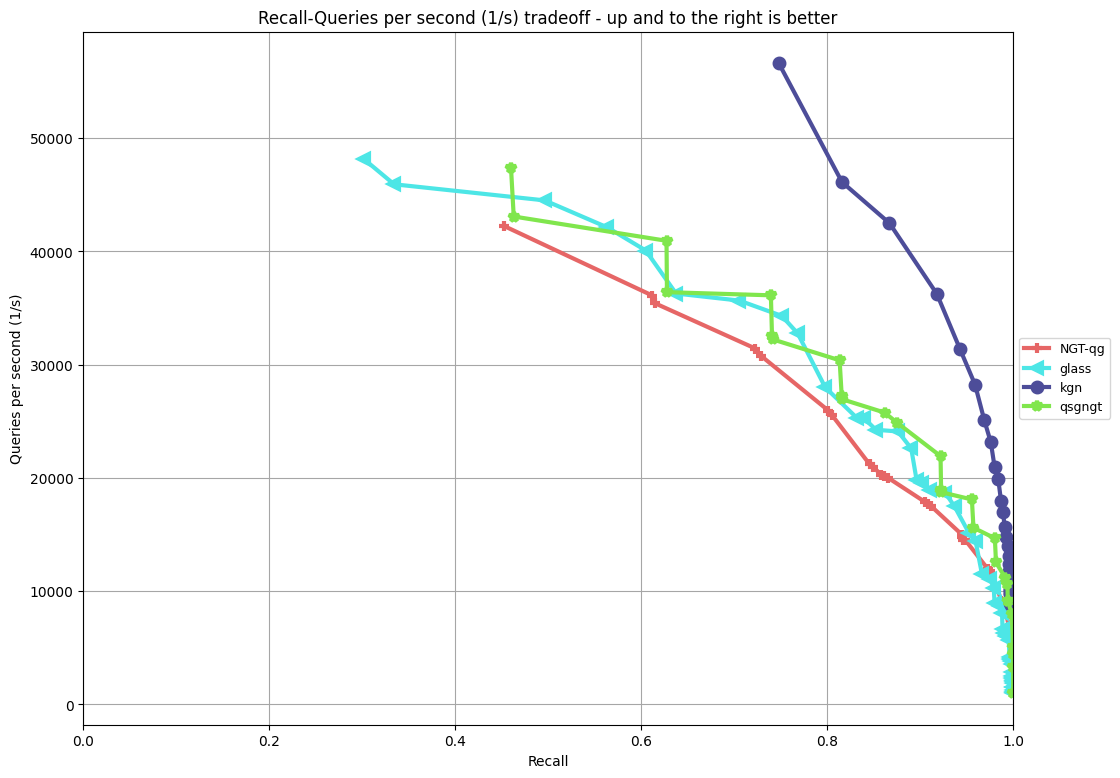 Recall-Queries per second (1/s) tradeoff - up and to the right is better
Queries per second (1/s)
50000
40000
30000
20000
10000
0
0.0
0.2
0.4
0.6
0.8
1.0
Recall
NGT-qg
glass
kgn
qsgngt